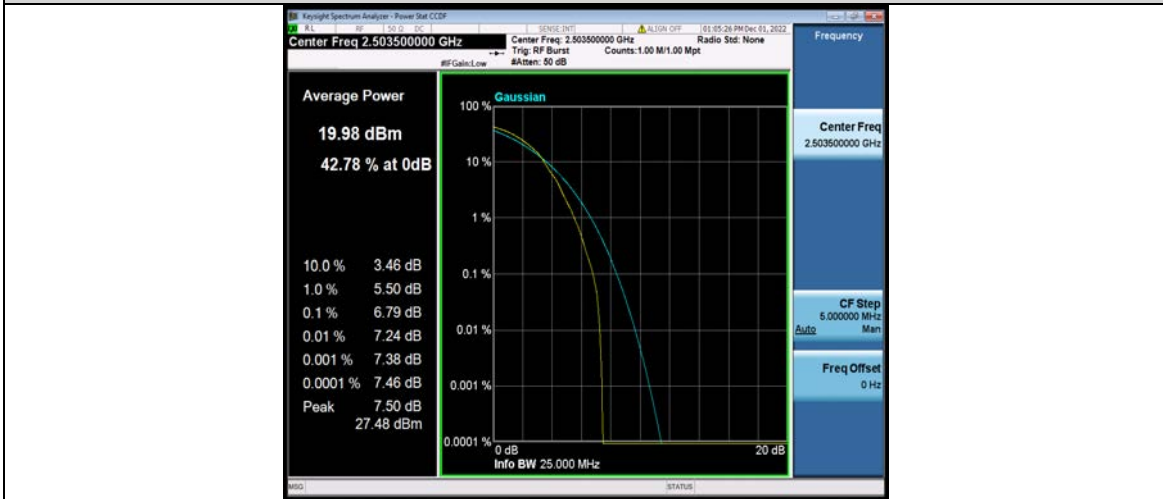 Keysight Spectrum Analyzer - Power Stat CCDF
RL RF 50 Ω DC SENSE:INT ALIGN OFF 01:05:26 PM Dec 01, 2022
Center Freq 2.503500000 GHz
Center Freq: 2.503500000 GHz Radio Std: None
Trig: RF Burst Counts:1.00 M/1.00 Mpt
#IFGain:Low #Atten: 50 dB
Frequency
Average Power
19.98 dBm
42.78 % at 0dB
10.0 % 3.46 dB
1.0 % 5.50 dB
0.1 % 6.79 dB
0.01 % 7.24 dB
0.001 % 7.38 dB
0.0001 % 7.46 dB
Peak 7.50 dB
27.48 dBm
Gaussian
100 %
10 %
1 %
0.1 %
0.01 %
0.001 %
0.0001 %
0 dB 20 dB
Info BW 25.000 MHz
Center Freq
2.503500000 GHz
CF Step
5.000000 MHz
Auto Man
Freq Offset
0 Hz
MSG STATUS